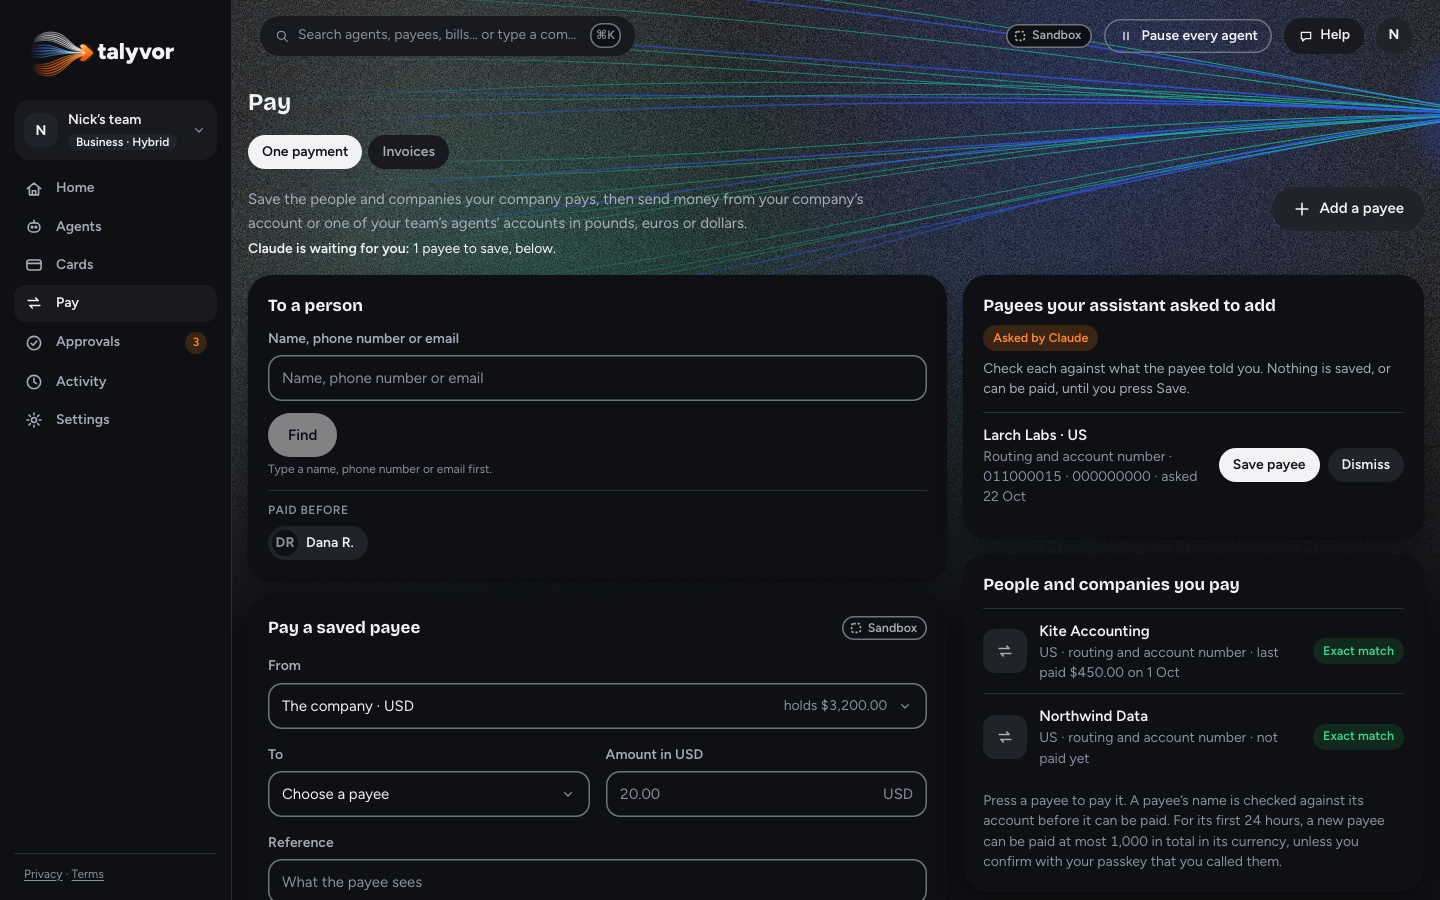 talyvor
N
Nick's team
Business · Hybrid
Home
Agents
Cards
Pay
Approvals
3
Activity
Settings
Privacy · Terms
Search agents, payees, bills... or type a com...
⌘K
Sandbox
Pause every agent
Help
N
Pay
One payment
Invoices
Save the people and companies your company pays, then send money from your company's
account or one of your team's agents' accounts in pounds, euros or dollars.
Claude is waiting for you: 1 payee to save, below.
Add a payee
To a person
Name, phone number or email
Name, phone number or email
Find
Type a name, phone number or email first.
PAID BEFORE
DR
Dana R.
Pay a saved payee
Sandbox
From
The company · USD
holds $3,200.00
To
Amount in USD
Choose a payee
20.00
USD
Reference
What the payee sees
Payees your assistant asked to add
Asked by Claude
Check each against what the payee told you. Nothing is saved, or
can be paid, until you press Save.
Larch Labs · US
Routing and account number ·
011000015 · 000000000 · asked
22 Oct
Save payee
Dismiss
People and companies you pay
Kite Accounting
US · routing and account number · last
paid $450.00 on 1 Oct
Exact match
Northwind Data
US · routing and account number · not
paid yet
Exact match
Press a payee to pay it. A payee's name is checked against its
account before it can be paid. For its first 24 hours, a new payee
can be paid at most 1,000 in total in its currency, unless you
confirm with your passkey that you called them.